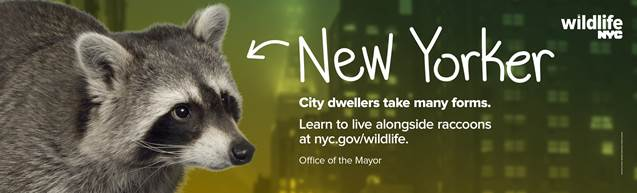 wildlife
NYC
New Yorker
City dwellers take many forms.
Learn to live alongside raccoons
at nyc.gov/wildlife.
Office of the Mayor